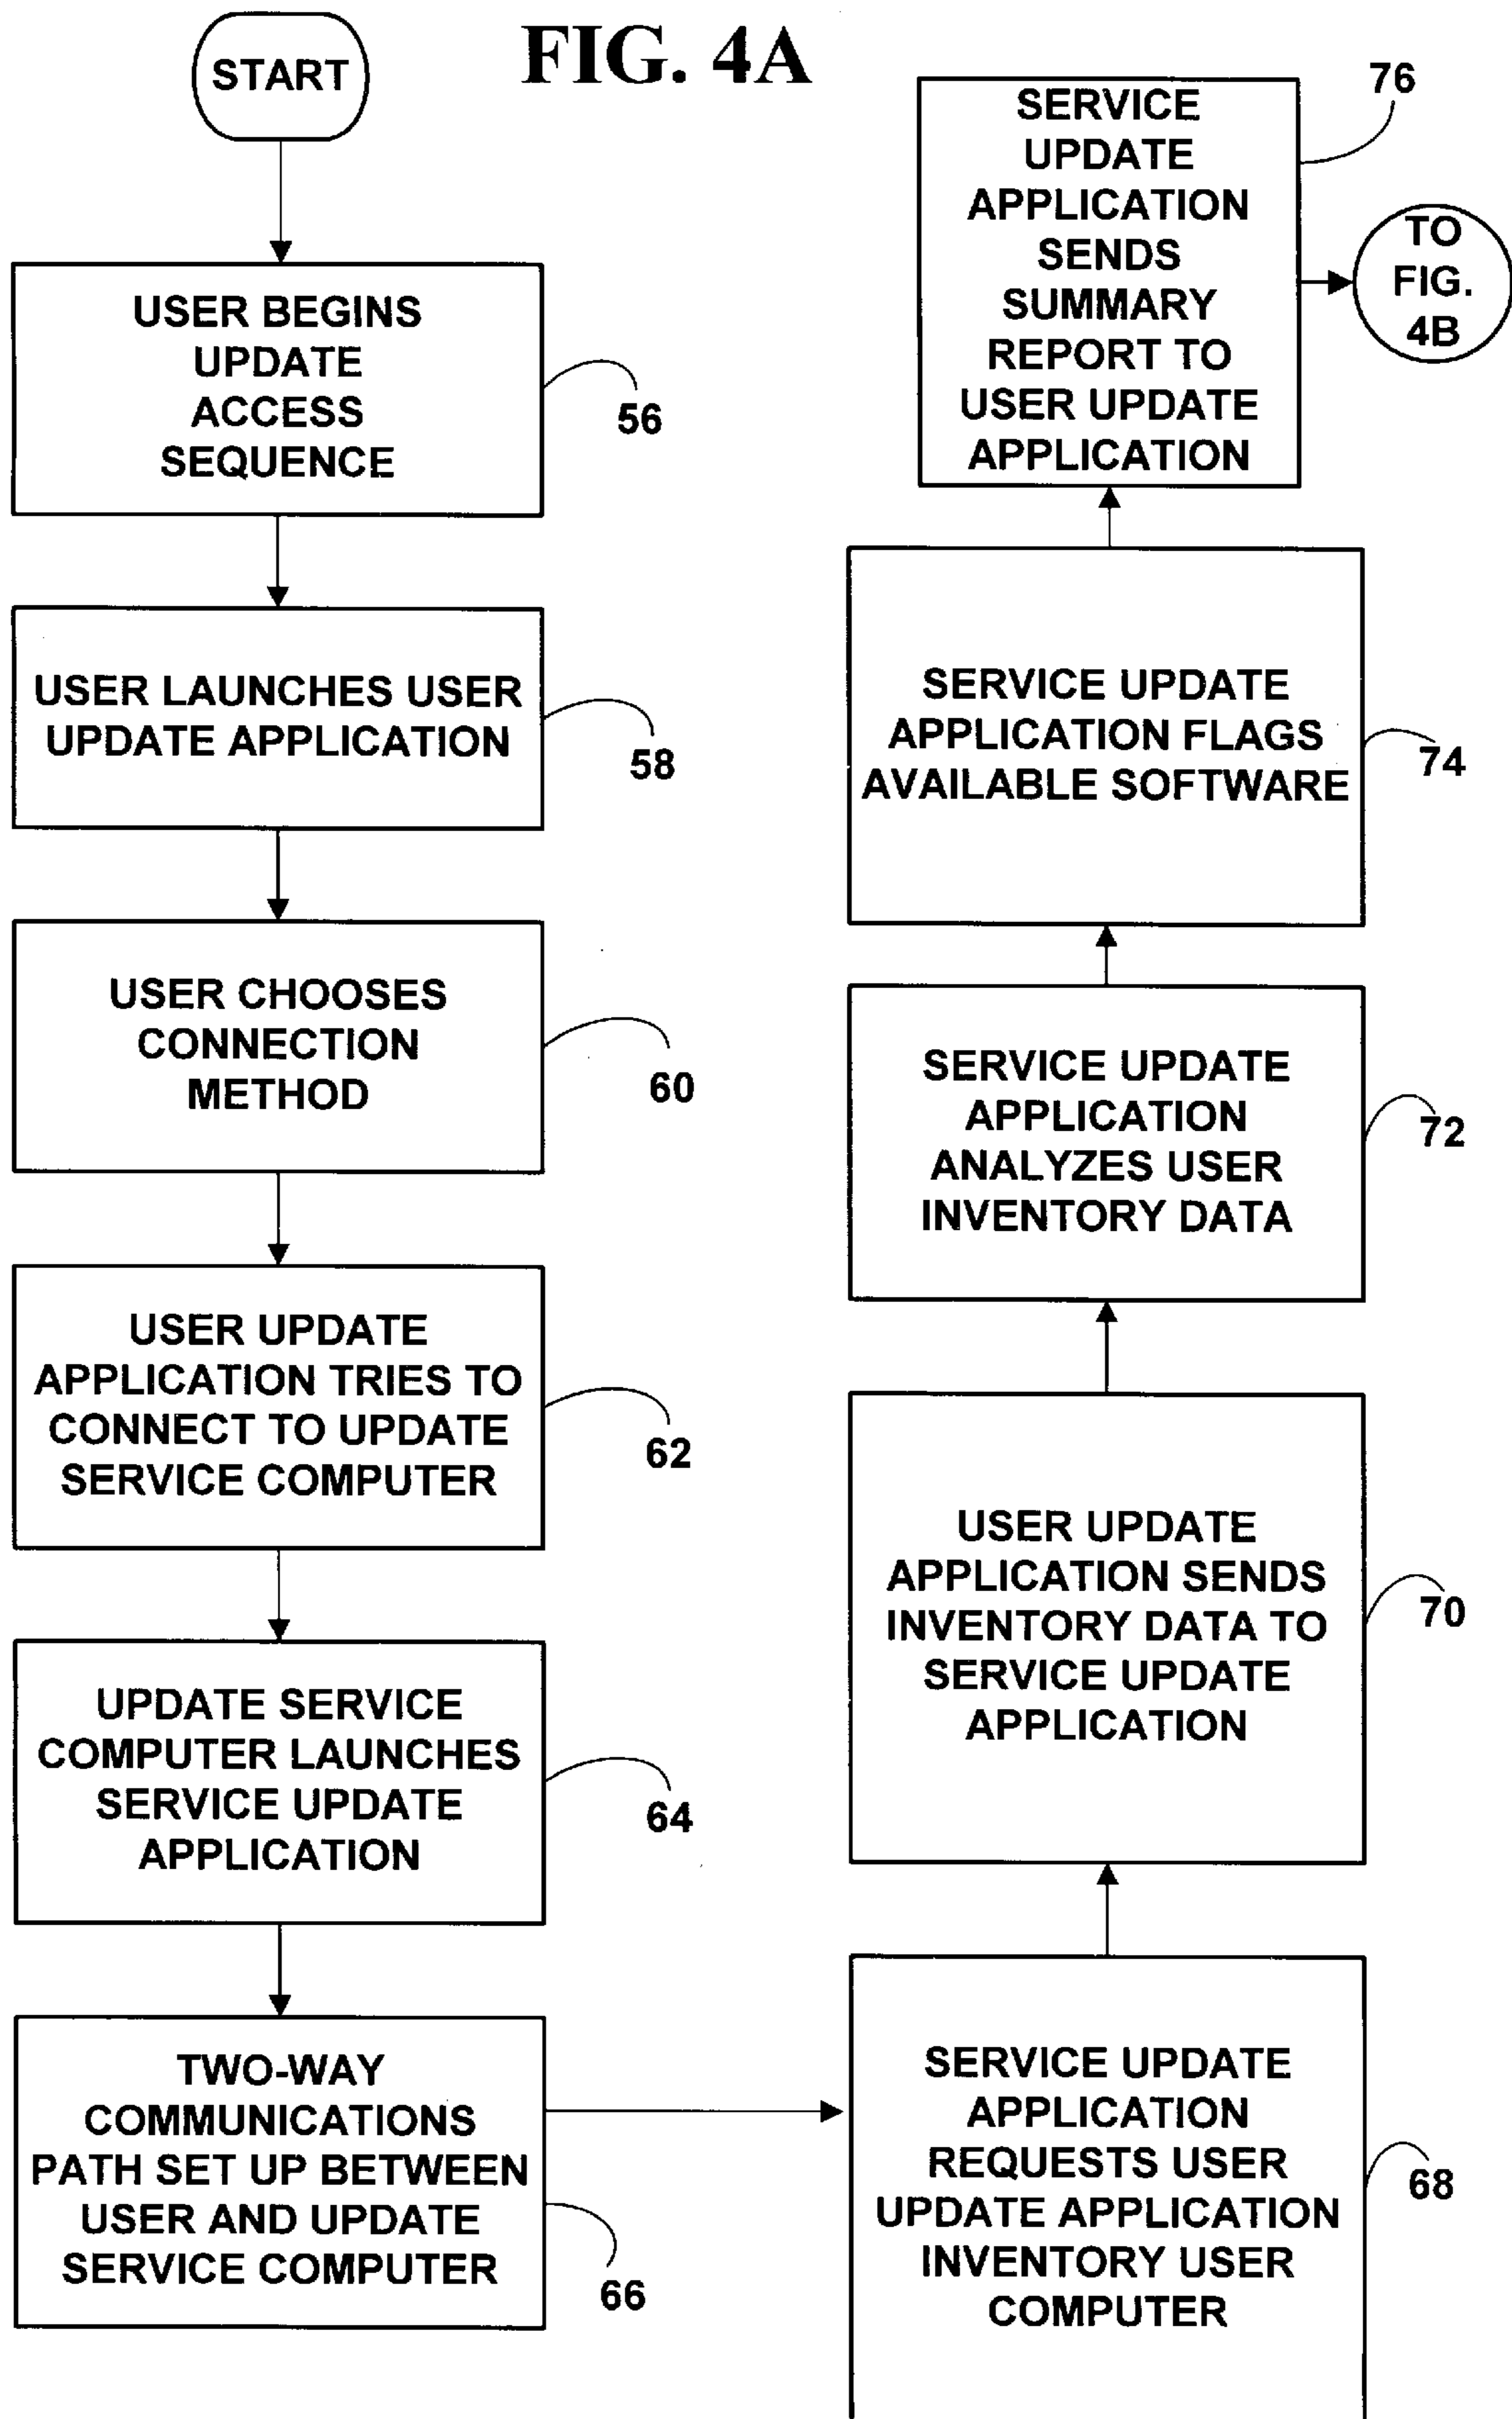 FIG. 4A
START
USER BEGINS
UPDATE
ACCESS
SEQUENCE
56
USER LAUNCHES USER
UPDATE APPLICATION
58
USER CHOOSES
CONNECTION
METHOD
60
USER UPDATE
APPLICATION TRIES TO
CONNECT TO UPDATE
SERVICE COMPUTER
62
UPDATE SERVICE
COMPUTER LAUNCHES
SERVICE UPDATE
APPLICATION
64
TWO-WAY
COMMUNICATIONS
PATH SET UP BETWEEN
USER AND UPDATE
SERVICE COMPUTER
66
SERVICE UPDATE
APPLICATION
REQUESTS USER
UPDATE APPLICATION
INVENTORY USER
COMPUTER
68
USER UPDATE
APPLICATION SENDS
INVENTORY DATA TO
SERVICE UPDATE
APPLICATION
70
SERVICE UPDATE
APPLICATION
ANALYZES USER
INVENTORY DATA
72
SERVICE UPDATE
APPLICATION FLAGS
AVAILABLE SOFTWARE
74
SERVICE
UPDATE
APPLICATION
SENDS
SUMMARY
REPORT TO
USER UPDATE
APPLICATION
76
TO
FIG.
4B